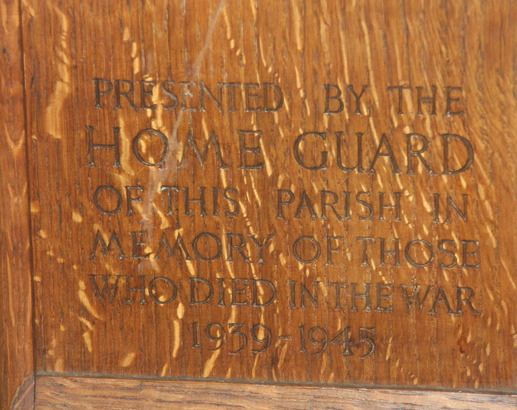 PRESENTED BY THE
HOME GUARD
OF THIS PARISH IN
MEMORY OF THOSE
WHO DIED IN THE WAR
1939-1945